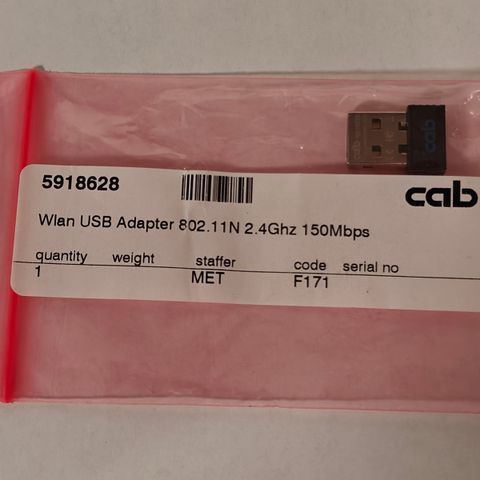 cab
5918628
cab
Wlan USB Adapter 802.11N 2.4Ghz 150Mbps
quantity weight staffer code serial no
1 MET F171